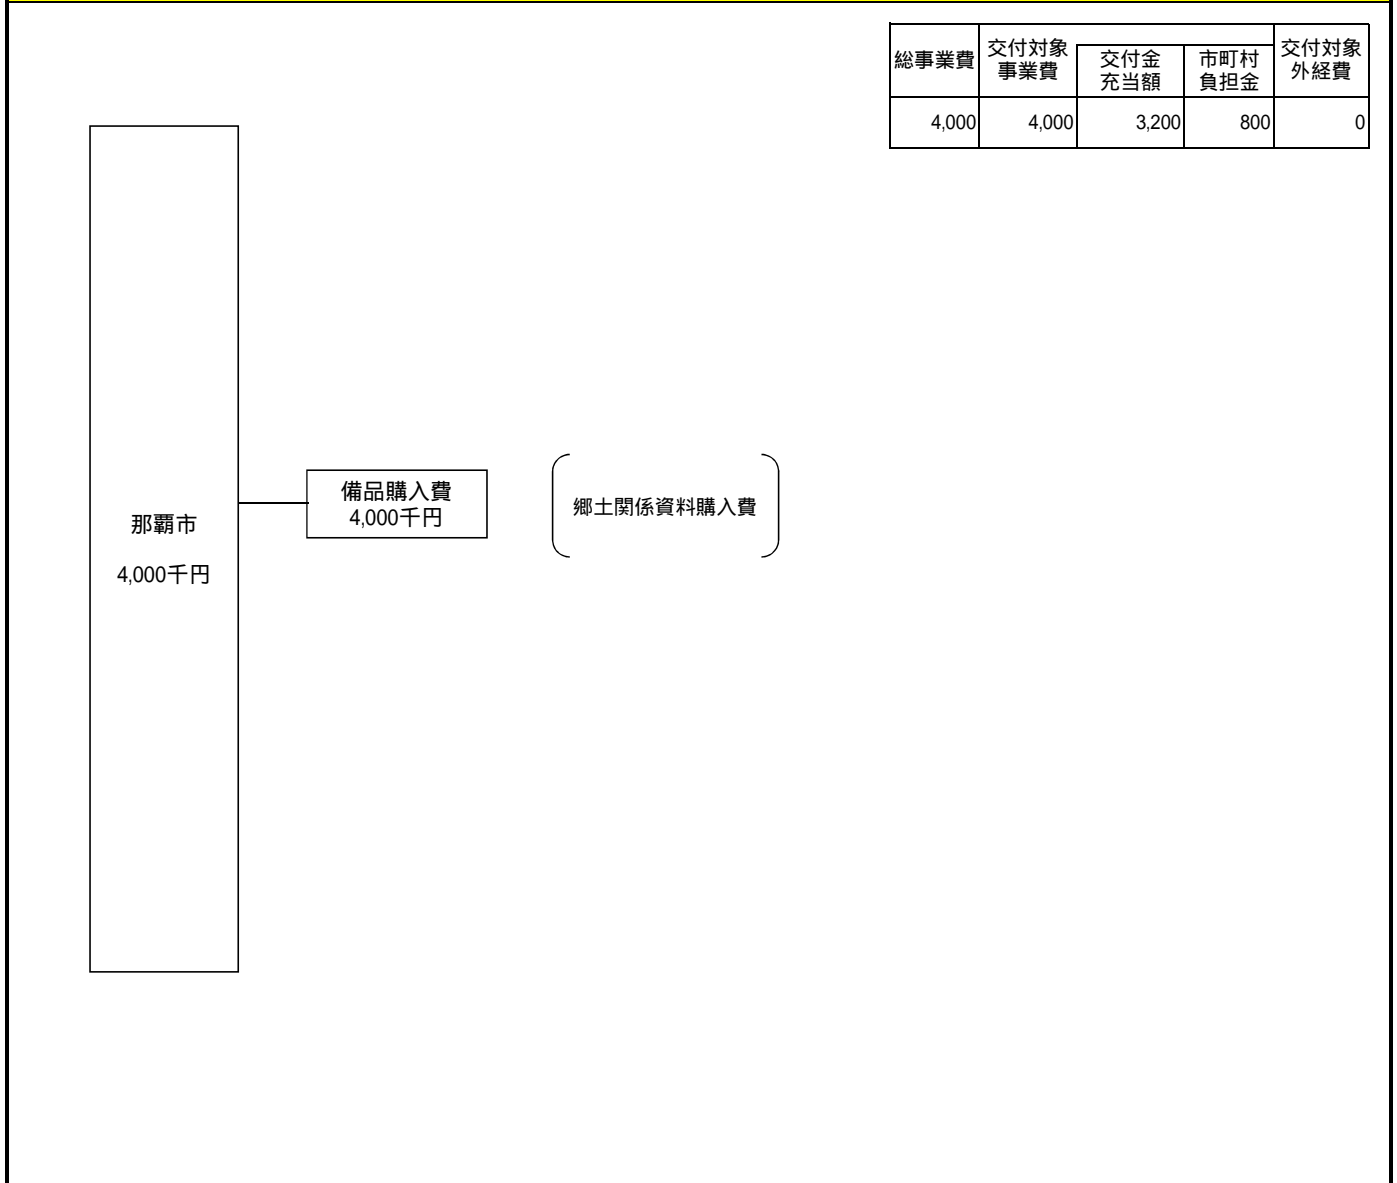 総事業費
交付対象
事業費
交付金
充当額
市町村
負担金
交付対象
外経費
4,000
4,000
3,200
800
0
備品購入費
4,000千円
郷土関係資料購入費
那覇市
4,000千円